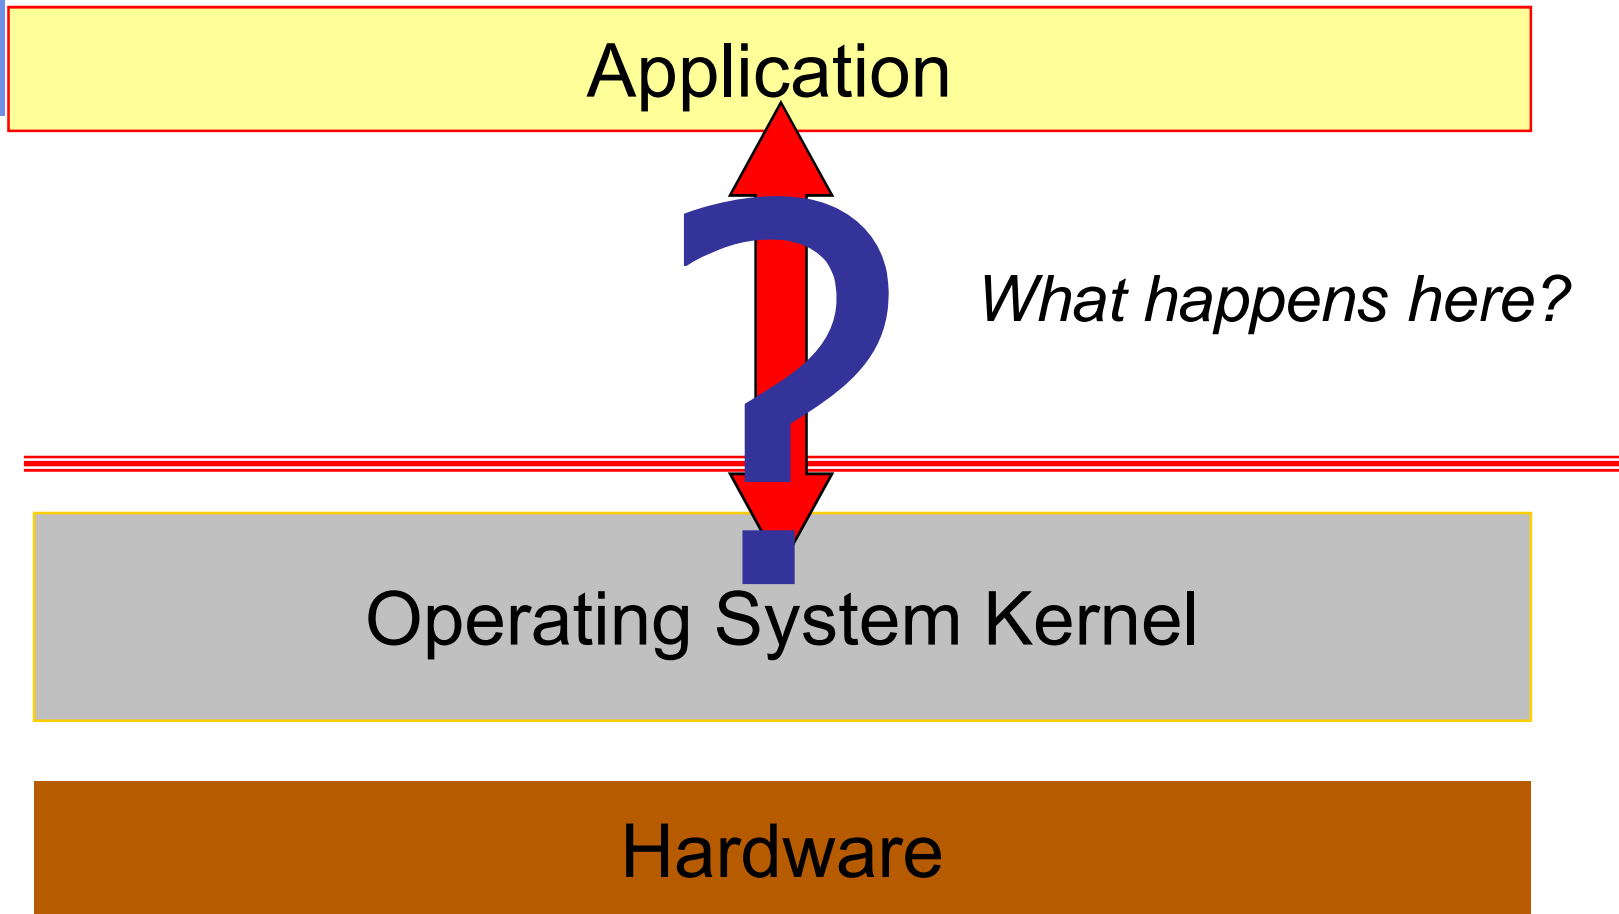 Application
?
What happens here?
Operating System Kernel
Hardware